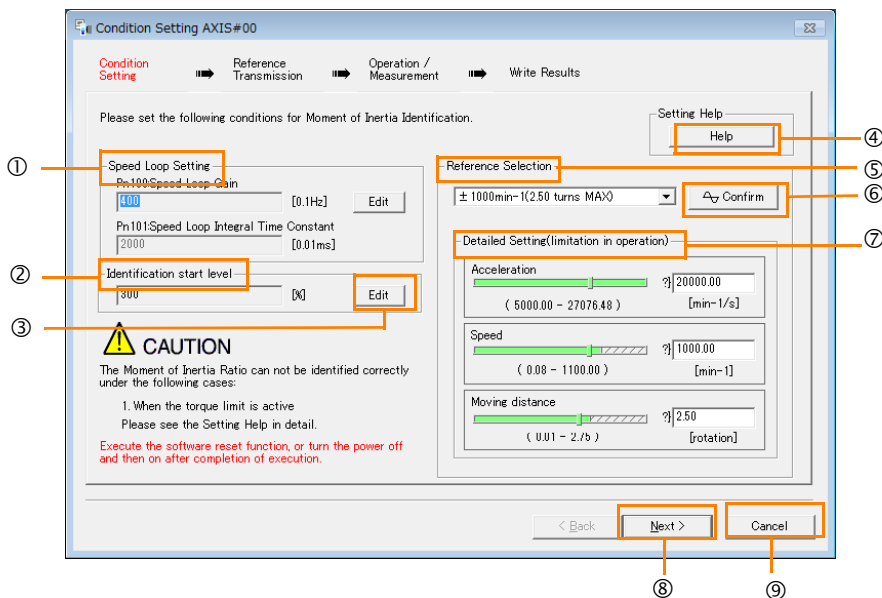 Condition Setting AXIS#00
Condition Setting
Reference Transmission
Operation / Measurement
Write Results
Please set the following conditions for Moment of Inertia Identification.
Setting Help
Help
④
①
Speed Loop Setting
Pn100:Speed Loop Gain
400 [0.1Hz] Edit
Pn101:Speed Loop Integral Time Constant
2000 [0.01ms]
②
Identification start level
300 [%] Edit
③
CAUTION
The Moment of Inertia Ratio can not be identified correctly
under the following cases:
1. When the torque limit is active
Please see the Setting Help in detail.
Execute the software reset function, or turn the power off
and then on after completion of execution.
Reference Selection
⑤
± 1000min-1(2.50 turns MAX) Confirm
⑥
Detailed Setting(limitation in operation)
⑦
Acceleration
?} 20000.00
( 5000.00 - 27076.48 ) [min-1/s]
Speed
?} 1000.00
( 0.08 - 1100.00 ) [min-1]
Moving distance
?} 2.50
( 0.01 - 2.75 ) [rotation]
< Back Next > Cancel
⑧ ⑨